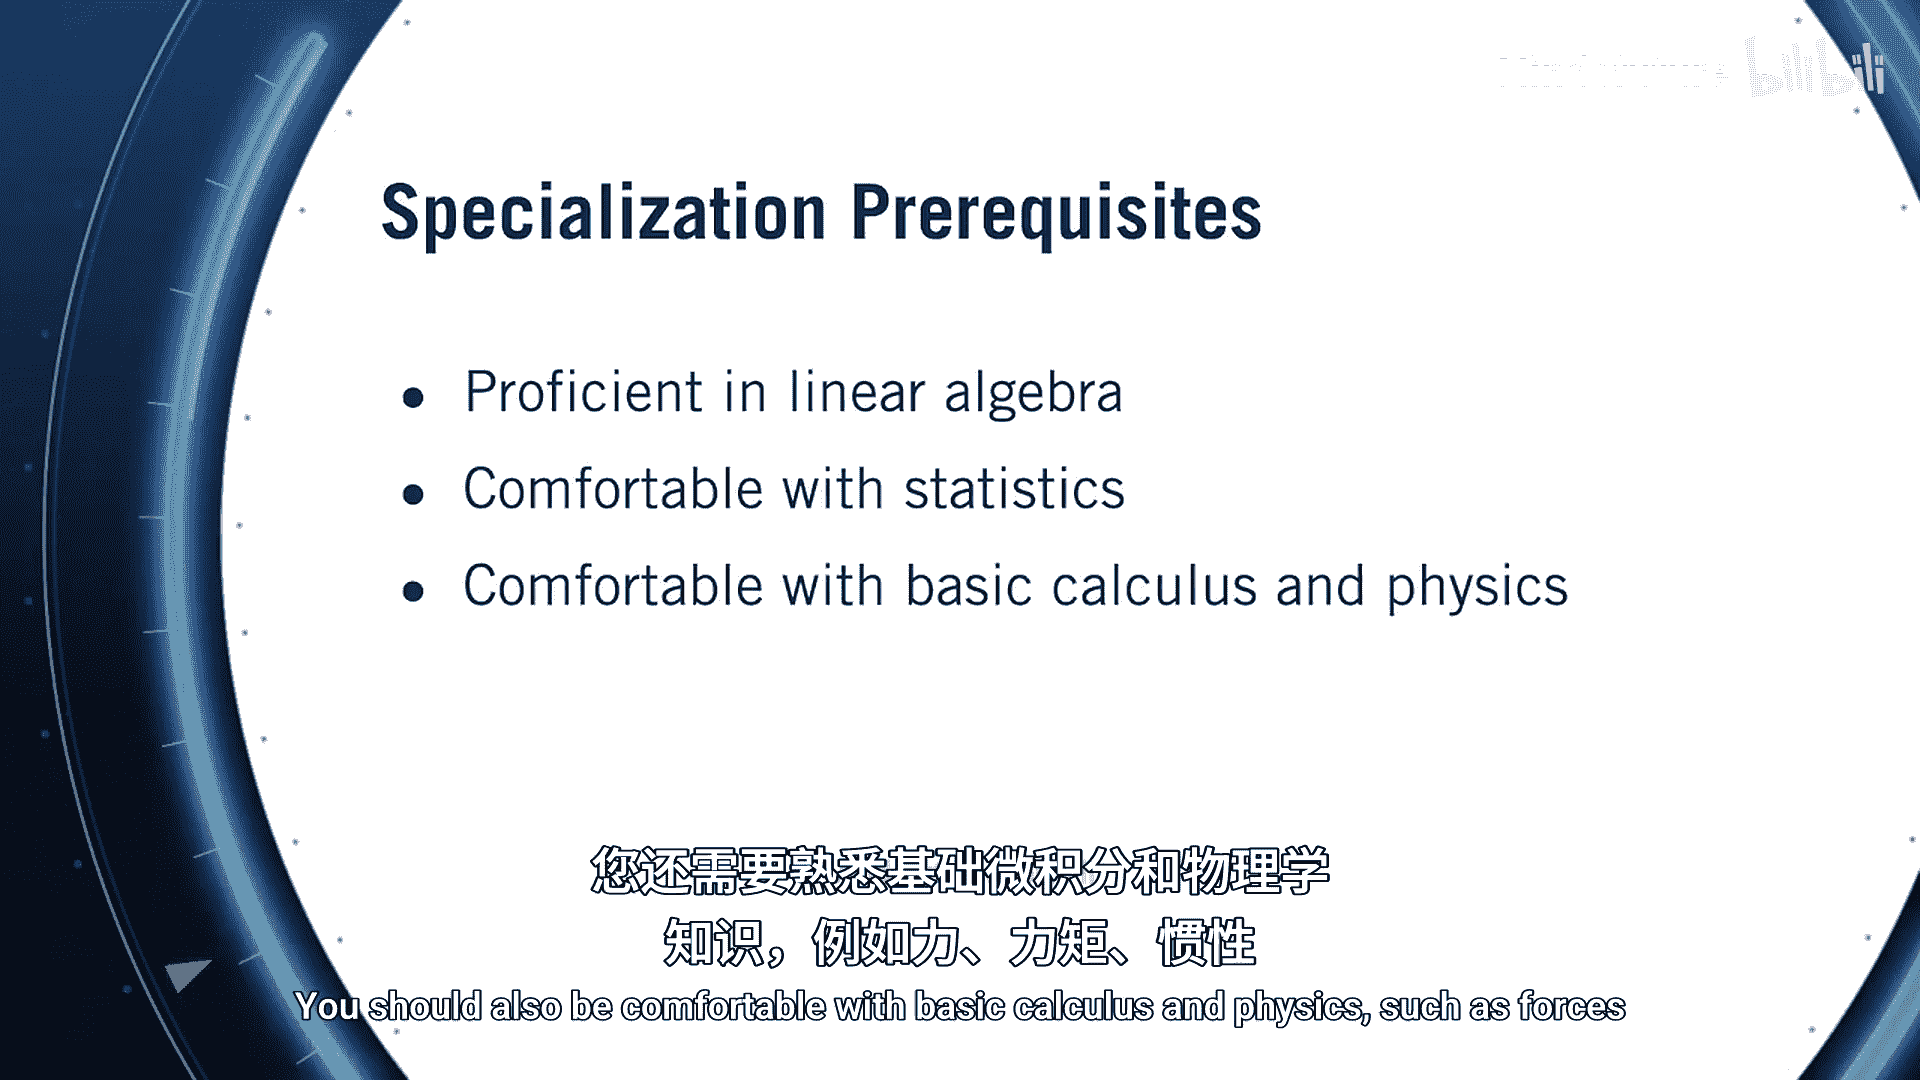 bilibili
Specialization Prerequisites
• Proficient in linear algebra
• Comfortable with statistics
• Comfortable with basic calculus and physics
您还需要熟悉基础微积分和物理学
知识，例如力、力矩、惯性
You should also be comfortable with basic calculus and physics, such as forces